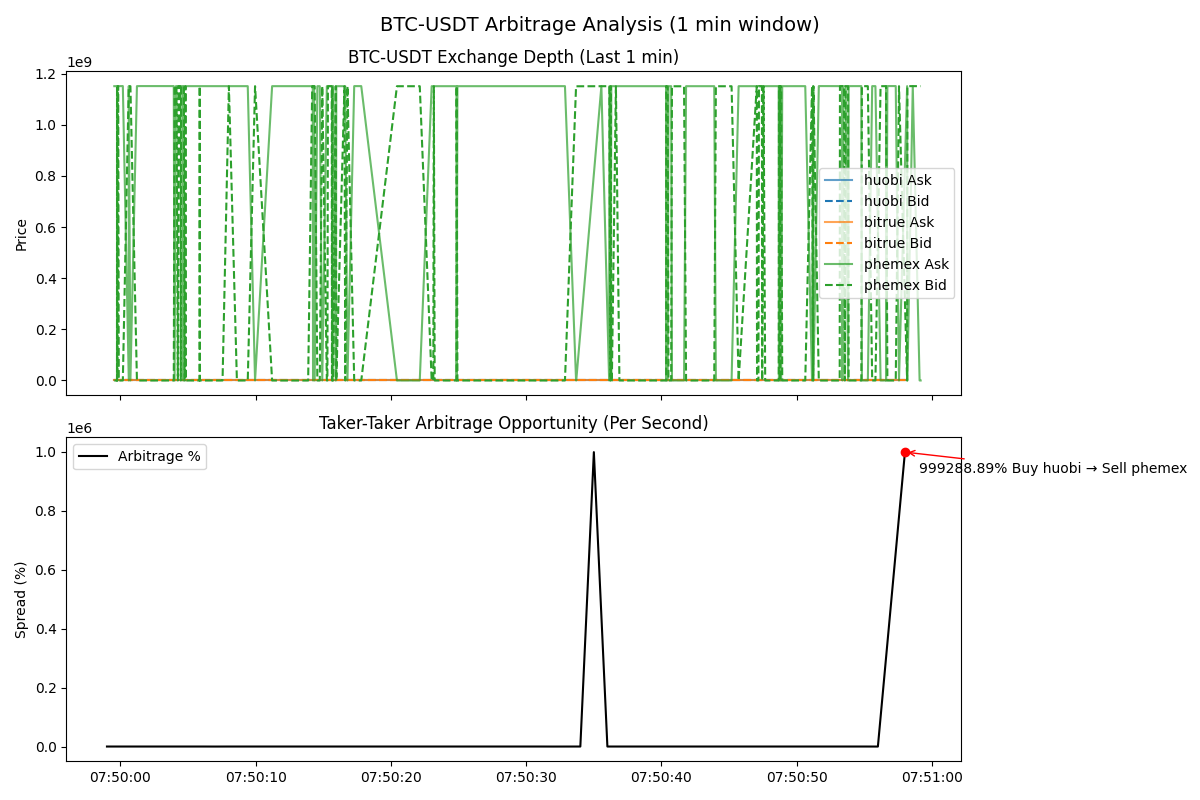 BTC-USDT Arbitrage Analysis (1 min window)
BTC-USDT Exchange Depth (Last 1 min)
1e9
1.2
1.0
0.8
0.6
0.4
0.2
0.0
Price
huobi Ask
huobi Bid
bitrue Ask
bitrue Bid
phemex Ask
phemex Bid
Taker-Taker Arbitrage Opportunity (Per Second)
1e6
1.0
0.8
0.6
0.4
0.2
0.0
Spread (%)
Arbitrage %
999288.89% Buy huobi → Sell phemex
07:50:00
07:50:10
07:50:20
07:50:30
07:50:40
07:50:50
07:51:00